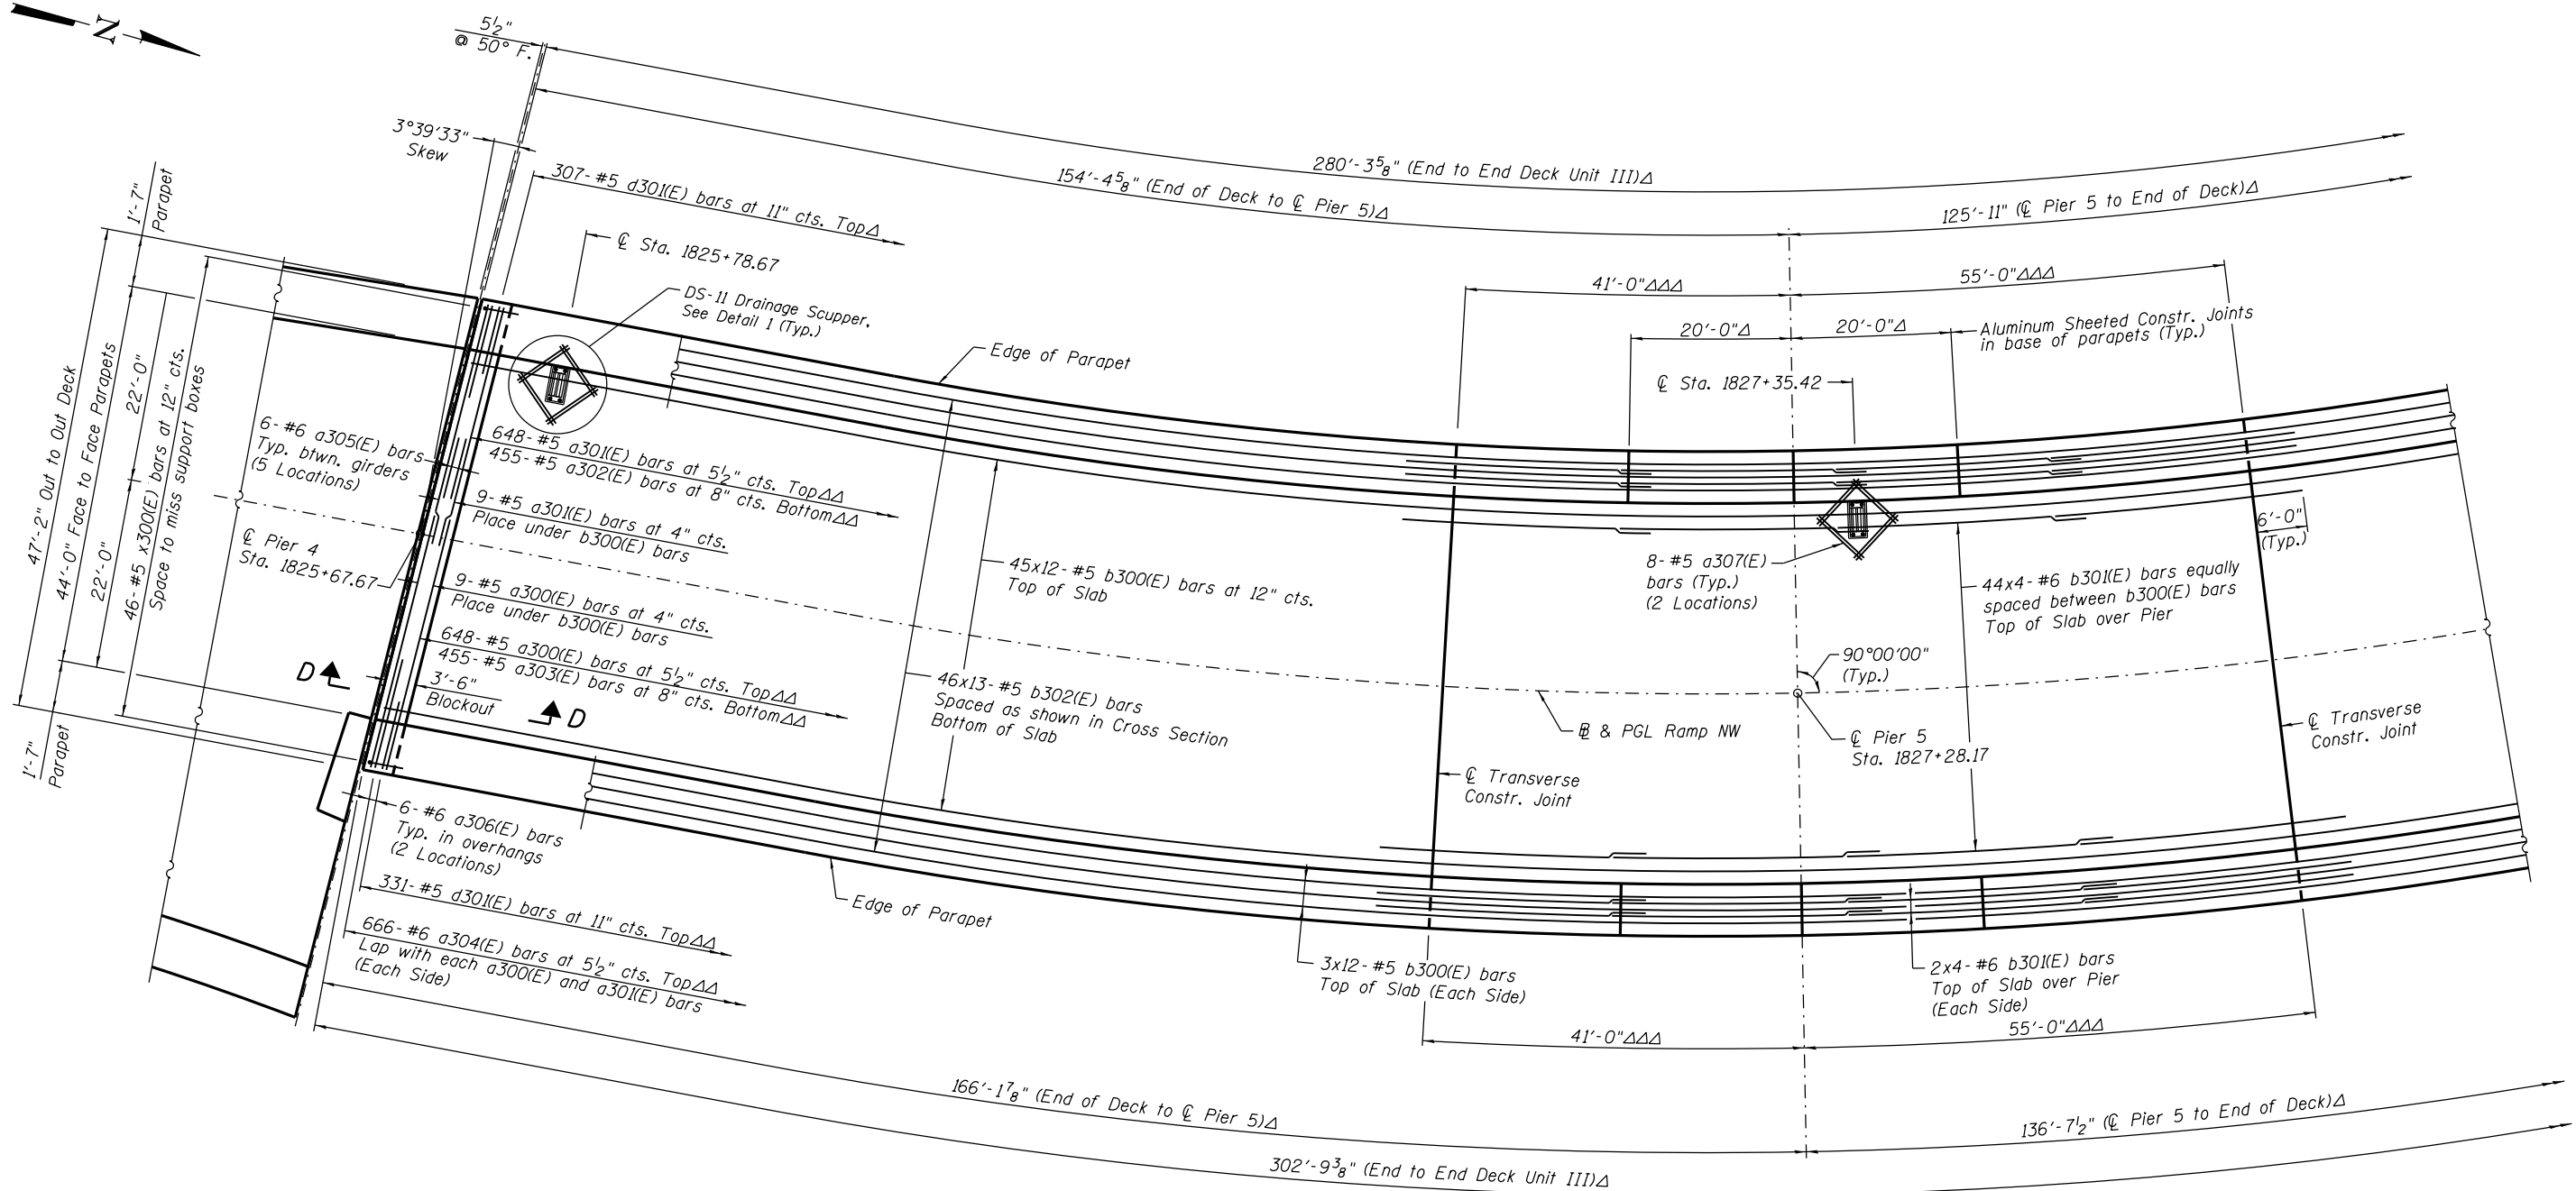 N
5½"
@ 50° F.
3°39'33"
Skew
280'-3⅝" (End to End Deck Unit III)Δ
154'-4⅝" (End of Deck to ℄ Pier 5)Δ
125'-11" (℄ Pier 5 to End of Deck)Δ
307-#5 d301(E) bars at 11" cts. TopΔ
℄ Sta. 1825+78.67
DS-11 Drainage Scupper.
See Detail 1 (Typ.)
Edge of Parapet
41'-0"ΔΔΔ
55'-0"ΔΔΔ
20'-0"Δ
20'-0"Δ
Aluminum Sheeted Constr. Joints
in base of parapets (Typ.)
℄ Sta. 1827+35.42
1'-7"
Parapet
47'-2" Out to Out Deck
44'-0" Face to Face Parapets
22'-0"
22'-0"
46-#5 x300(E) bars at 12" cts.
Space to miss support boxes
1'-7"
Parapet
6-#6 a305(E) bars
Typ. btwn. girders
(5 Locations)
℄ Pier 4
Sta. 1825+67.67
648-#5 a301(E) bars at 5½" cts. TopΔΔ
455-#5 a302(E) bars at 8" cts. BottomΔΔ
9-#5 a301(E) bars at 4" cts.
Place under b300(E) bars
9-#5 a300(E) bars at 4" cts.
Place under b300(E) bars
648-#5 a300(E) bars at 5½" cts. TopΔΔ
455-#5 a303(E) bars at 8" cts. BottomΔΔ
3'-6"
Blockout
D
D
45x12-#5 b300(E) bars at 12" cts.
Top of Slab
46x13-#5 b302(E) bars
Spaced as shown in Cross Section
Bottom of Slab
8-#5 a307(E)
bars (Typ.)
(2 Locations)
6'-0"
(Typ.)
44x4-#6 b301(E) bars equally
spaced between b300(E) bars
Top of Slab over Pier
90°00'00"
(Typ.)
℄ Pier 5
Sta. 1827+28.17
℄ Transverse
Constr. Joint
B & PGL Ramp NW
℄ Transverse
Constr. Joint
6-#6 a306(E) bars
Typ. in overhangs
(2 Locations)
331-#5 d301(E) bars at 11" cts. TopΔΔ
666-#6 a304(E) bars at 5½" cts. TopΔΔ
Lap with each a300(E) and a301(E) bars
(Each Side)
Edge of Parapet
3x12-#5 b300(E) bars
Top of Slab (Each Side)
2x4-#6 b301(E) bars
Top of Slab over Pier
(Each Side)
41'-0"ΔΔΔ
55'-0"ΔΔΔ
166'-1⅞" (End of Deck to ℄ Pier 5)Δ
136'-7½" (℄ Pier 5 to End of Deck)Δ
302'-9⅜" (End to End Deck Unit III)Δ